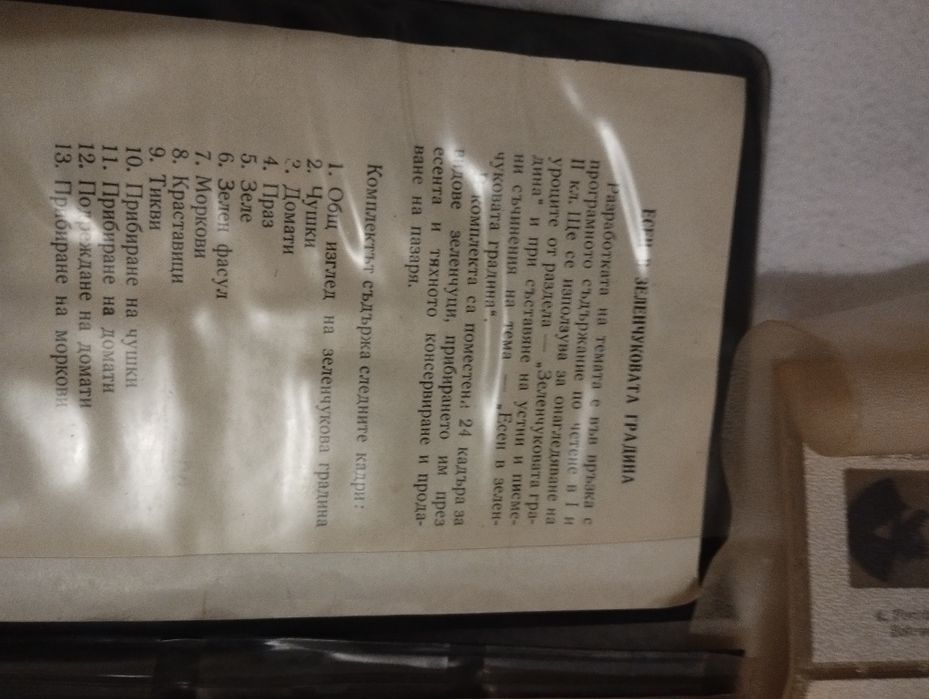 ЕСЕН В ЗЕЛЕНЧУКОВАТА ГРАДИНА
Разработката на темата е във връзка с
програмното съдържание по четене в I и
II кл. Ще се използува за онагледяване на
уроците от раздела — „Зеленчуковата гра-
дина“ и при съставяне на устни и писме-
ни съчинения на тема — „Есен в зелен-
чуковата градина“.
В комплекта са поместени 24 кадъра за
видове зеленчуци, прибирането им през
есента и тяхното консервиране и прода-
ване на пазаря.
Комплектът съдържа следните кадри:
1. Общ изглед на зеленчукова градина
2. Чушки
3. Домати
4. Праз
5. Зеле
6. Зелен фасул
7. Моркови
8. Краставици
9. Тикви
10. Прибиране на чушки
11. Прибиране на домати
12. Подреждане на домати
13. Прибиране на моркови